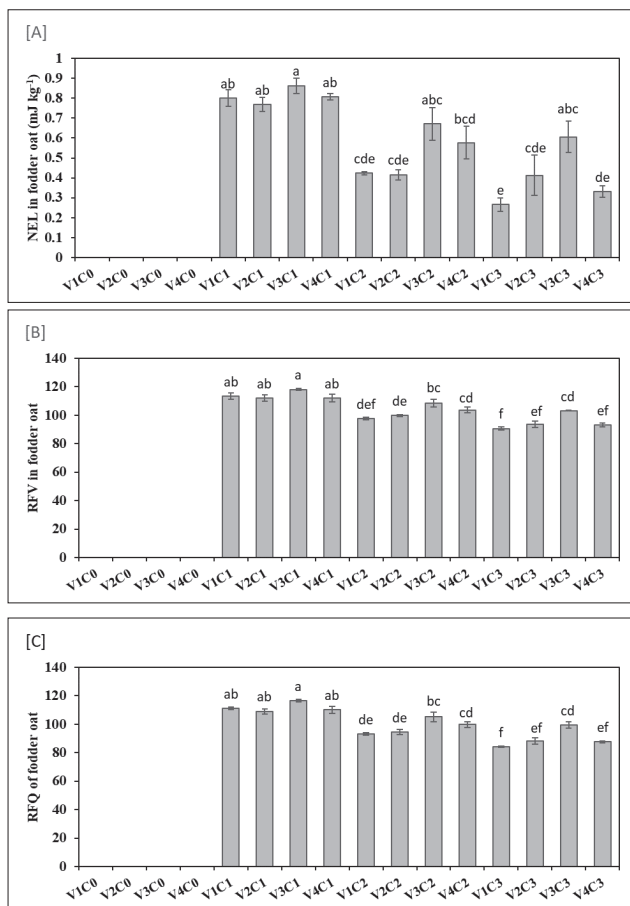 [A]
NEL in fodder oat (mJ kg⁻¹)
1
0.9
0.8
0.7
0.6
0.5
0.4
0.3
0.2
0.1
0
ab ab a ab cde cde abc bcd e cde abc de
V1C0 V2C0 V3C0 V4C0 V1C1 V2C1 V3C1 V4C1 V1C2 V2C2 V3C2 V4C2 V1C3 V2C3 V3C3 V4C3
[B]
RFV in fodder oat
140
120
100
80
60
40
20
0
ab ab a ab def de bc cd f ef cd ef
V1C0 V2C0 V3C0 V4C0 V1C1 V2C1 V3C1 V4C1 V1C2 V2C2 V3C2 V4C2 V1C3 V2C3 V3C3 V4C3
[C]
RFQ of fodder oat
140
120
100
80
60
40
20
0
ab ab a ab de de bc cd f ef cd ef
V1C0 V2C0 V3C0 V4C0 V1C1 V2C1 V3C1 V4C1 V1C2 V2C2 V3C2 V4C2 V1C3 V2C3 V3C3 V4C3